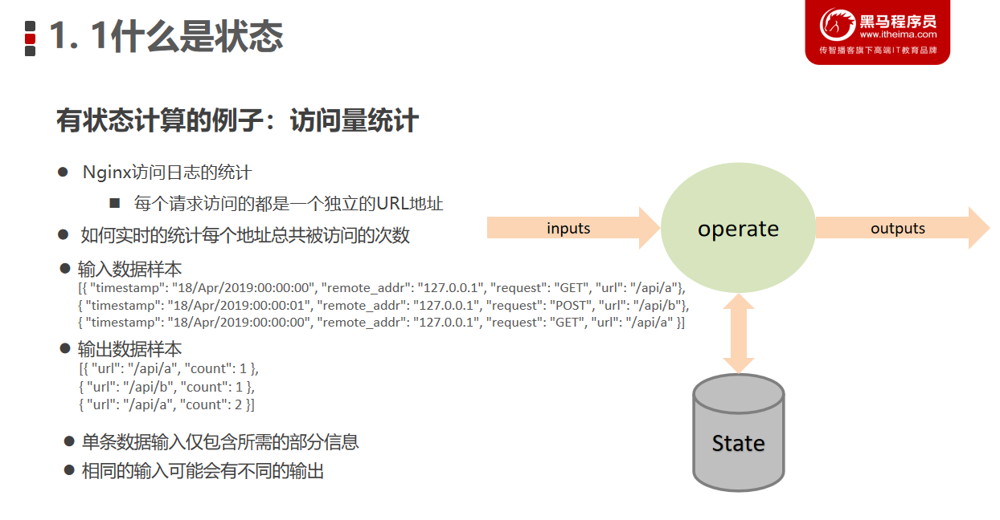 1. 1什么是状态
黑马程序员
www.itheima.com
传智播客旗下高端IT教育品牌
有状态计算的例子：访问量统计
Nginx访问日志的统计
每个请求访问的都是一个独立的URL地址
如何实时的统计每个地址总共被访问的次数
输入数据样本
[{ "timestamp": "18/Apr/2019:00:00:00", "remote_addr": "127.0.0.1", "request": "GET", "url": "/api/a"},
{ "timestamp": "18/Apr/2019:00:00:01", "remote_addr": "127.0.0.1", "request": "POST", "url": "/api/b"},
{ "timestamp": "18/Apr/2019:00:00:00", "remote_addr": "127.0.0.1", "request": "GET", "url": "/api/a" }]
输出数据样本
[{ "url": "/api/a", "count": 1 },
{ "url": "/api/b", "count": 1 },
{ "url": "/api/a", "count": 2 }]
单条数据输入仅包含所需的部分信息
相同的输入可能会有不同的输出
inputs
operate
outputs
State